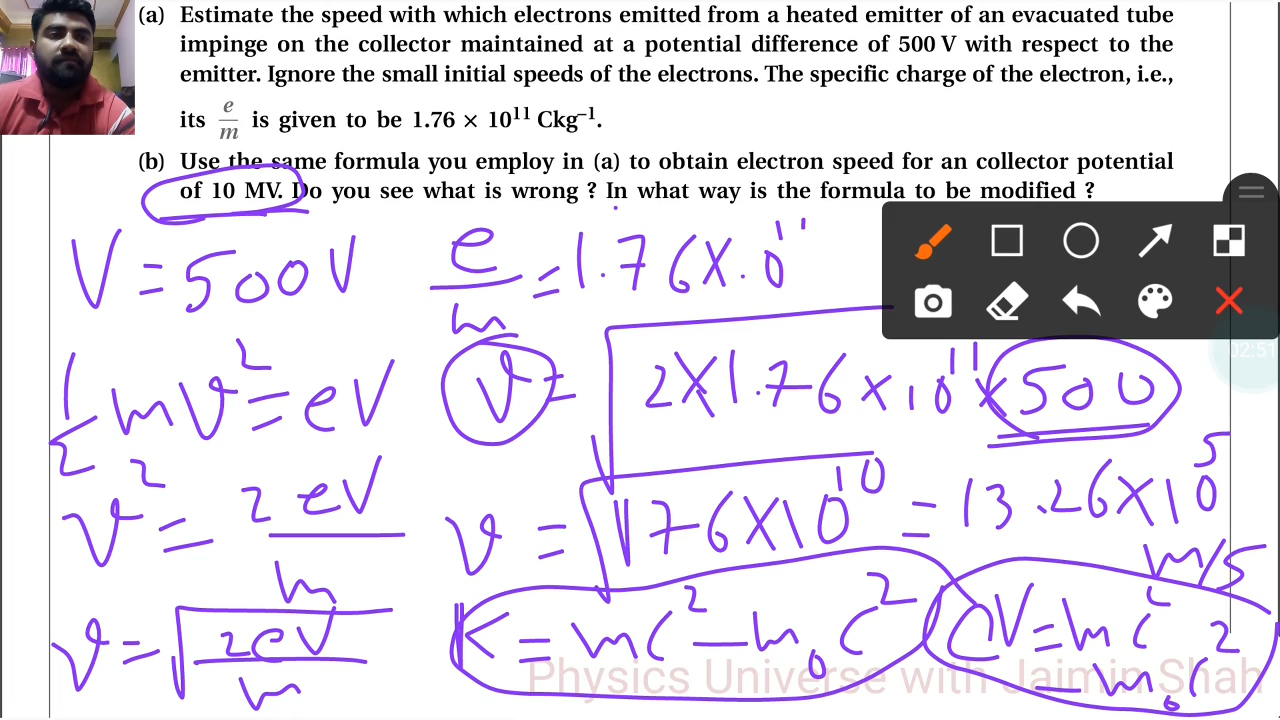 (a) Estimate the speed with which electrons emitted from a heated emitter of an evacuated tube
impinge on the collector maintained at a potential difference of 500 V with respect to the
emitter. Ignore the small initial speeds of the electrons. The specific charge of the electron, i.e.,
its e/m is given to be 1.76 × 10¹¹ Ckg⁻¹.
(b) Use the same formula you employ in (a) to obtain electron speed for an collector potential
of 10 MV. Do you see what is wrong ? In what way is the formula to be modified ?
V = 500 V
e/m = 1.76 × 10¹¹
02:51
1/2 mv² = eV
v = √(2×1.76×10¹¹×500)
v² = 2eV/m
v = √(176×10¹⁰) = 13.26×10⁵ m/s
v = √(2eV/m)
K = mc² – m₀c²
eV = mc² – m₀c²
Physics Universe with Jaimin Shah